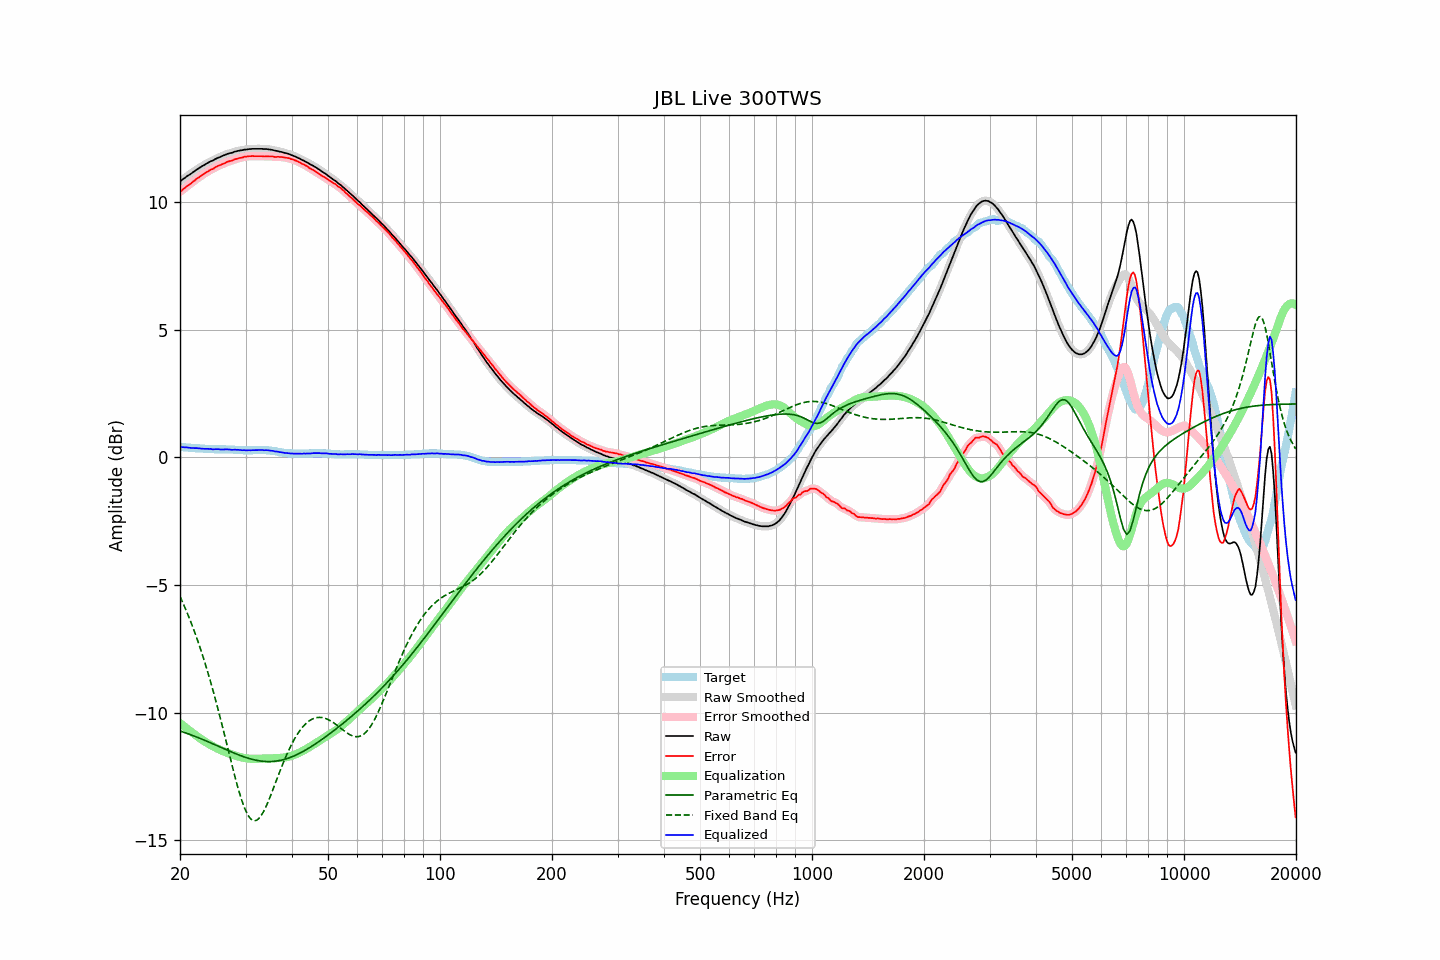 JBL Live 300TWS
Amplitude (dBr)
10
5
0
−5
−10
−15
Target
Raw Smoothed
Error Smoothed
Raw
Error
Equalization
Parametric Eq
Fixed Band Eq
Equalized
20 50 100 200 500 1000 2000 5000 10000 20000
Frequency (Hz)